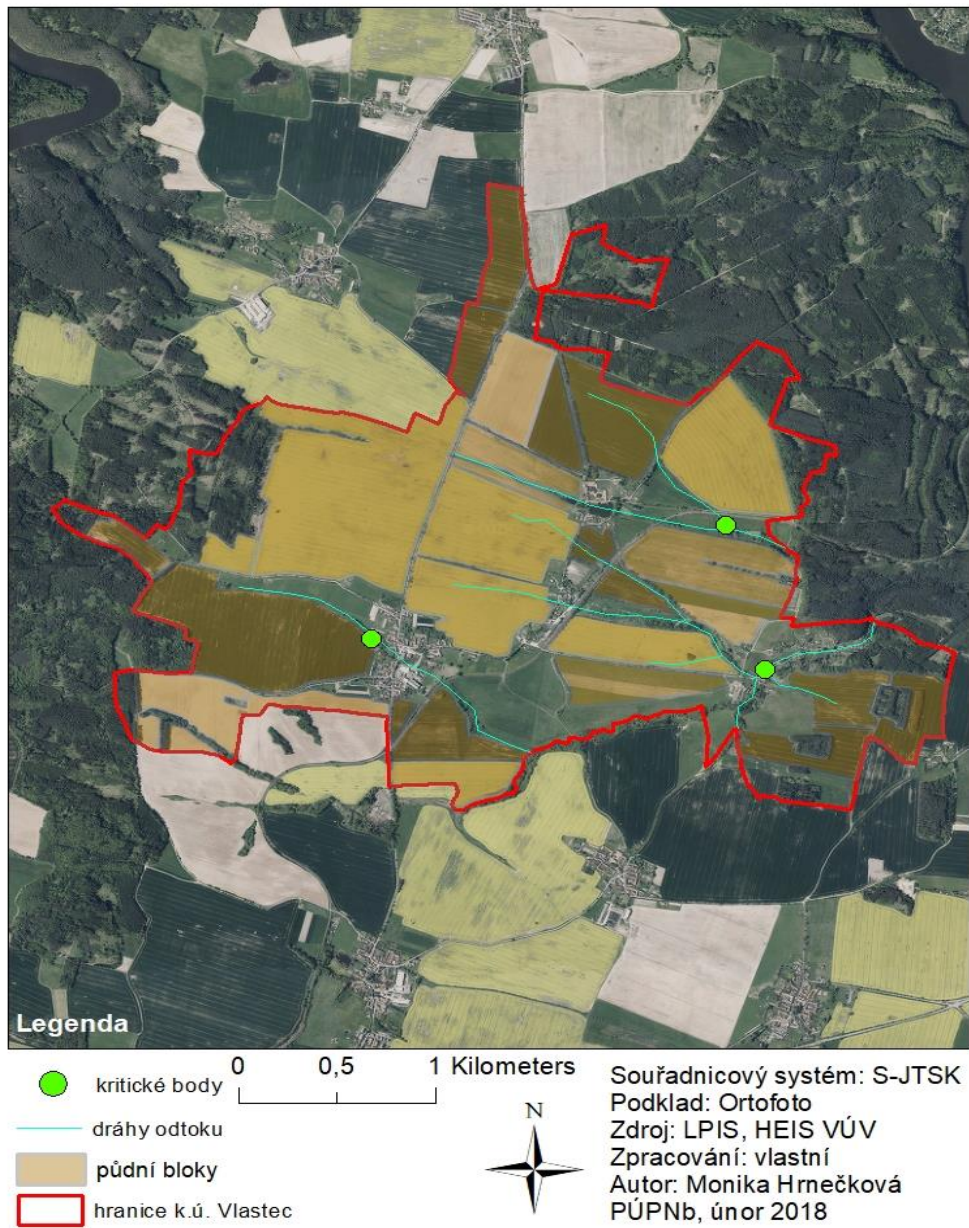 Legenda
kritické body
dráhy odtoku
půdní bloky
hranice k.ú. Vlastec
0 0,5 1 Kilometers
N
Souřadnicový systém: S-JTSK
Podklad: Ortofoto
Zdroj: LPIS, HEIS VÚV
Zpracování: vlastní
Autor: Monika Hrnečková
PÚPNb, únor 2018